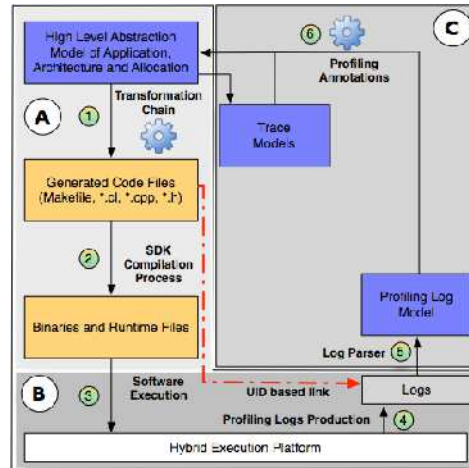 High Level Abstraction
Model of Application,
Architecture and Allocation
A
1
Transformation
Chain
Generated Code Files
(Makefile, *.cl, *.cpp, *.h)
2
SDK
Compilation
Process
Binaries and Runtime Files
B
3
Software
Execution
Hybrid Execution Platform
4
Profiling Logs Production
UID based link
Logs
Log Parser
5
Profiling Log
Model
C
6
Profiling
Annotations
Trace
Models